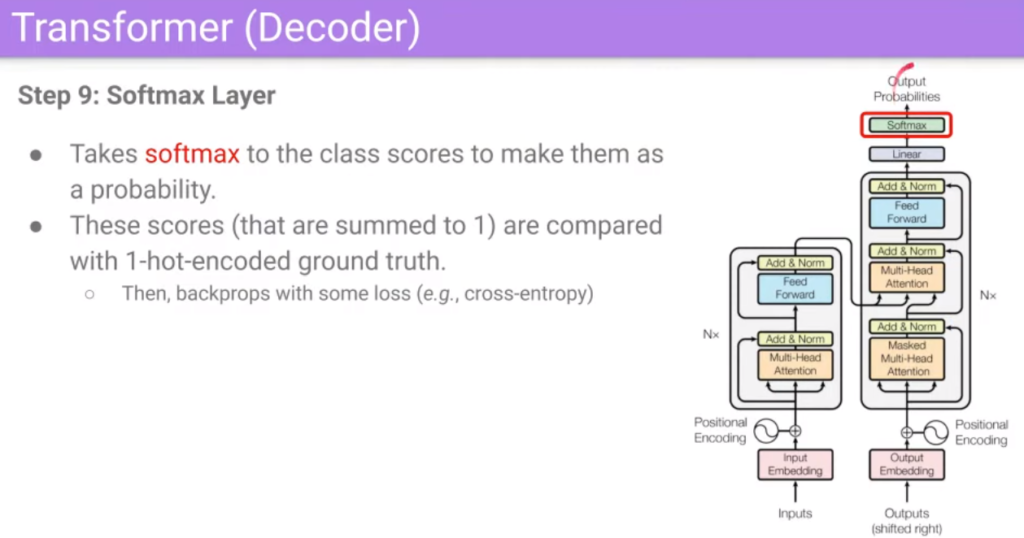 Transformer (Decoder)
Step 9: Softmax Layer
● Takes softmax to the class scores to make them as
a probability.
● These scores (that are summed to 1) are compared
with 1-hot-encoded ground truth.
○ Then, backprops with some loss (e.g., cross-entropy)
Output
Probabilities
Softmax
Linear
Add & Norm
Feed
Forward
Add & Norm
Multi-Head
Attention
Nx
Add & Norm
Masked
Multi-Head
Attention
Add & Norm
Feed
Forward
Nx
Add & Norm
Multi-Head
Attention
Positional
Encoding
Positional
Encoding
Input
Embedding
Output
Embedding
Inputs
Outputs
(shifted right)